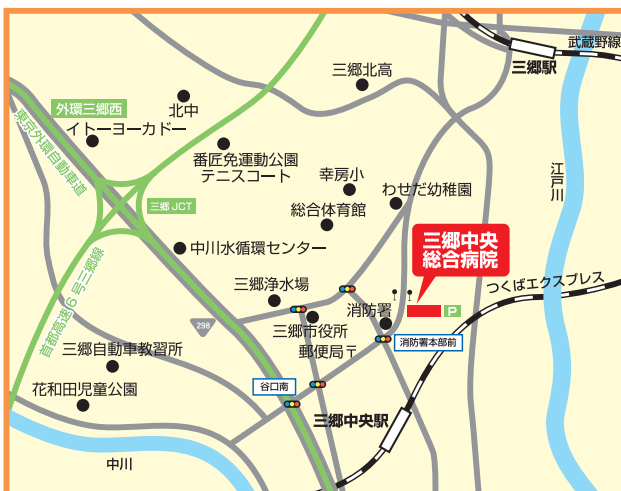 武蔵野線
三郷駅
三郷北高
北中
外環三郷西
イトーヨーカドー
東京外環自動車道
番匠免運動公園
テニスコート
幸房小
わせだ幼稚園
江戸川
三郷JCT
総合体育館
三郷中央
総合病院
中川水循環センター
つくばエクスプレス
首都高速6号三郷線
三郷浄水場
消防署
P
298
三郷市役所
消防署本部前
郵便局〒
三郷自動車教習所
谷口南
花和田児童公園
三郷中央駅
中川